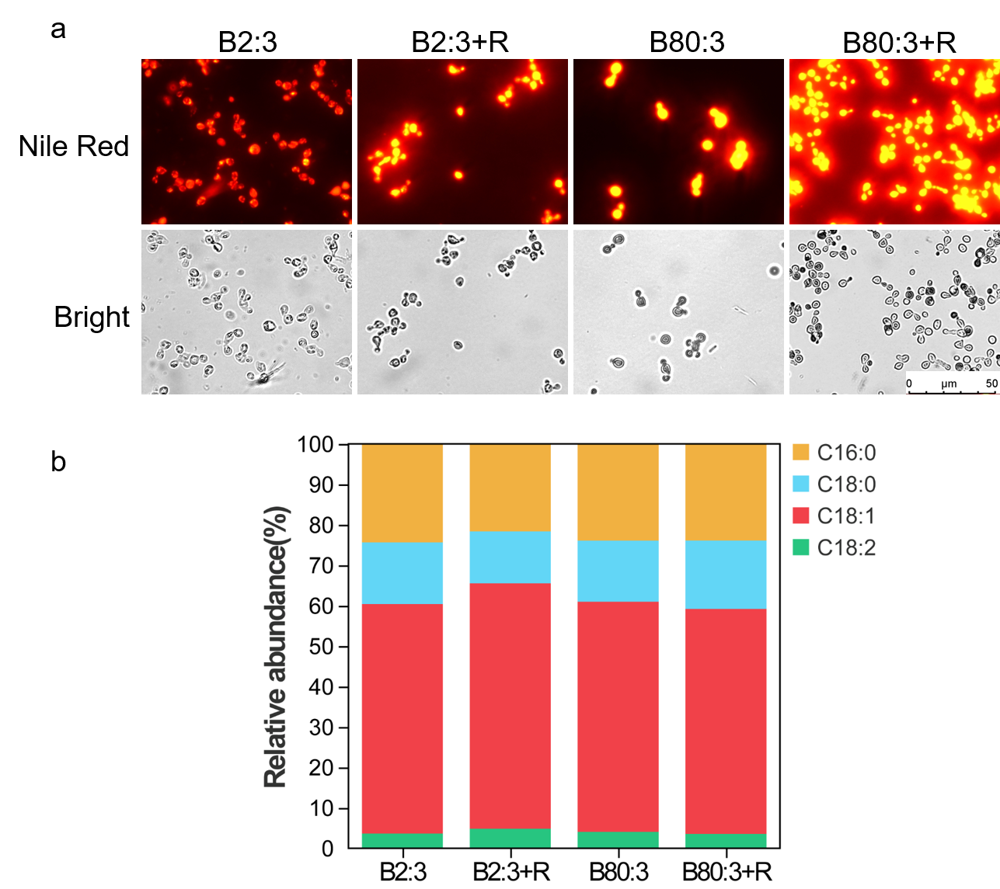 a
B2:3 B2:3+R B80:3 B80:3+R
Nile Red
Bright
0 μm 50
b
100
90
80
70
60
50
40
30
20
10
0
Relative abundance(%)
B2:3 B2:3+R B80:3 B80:3+R
C16:0
C18:0
C18:1
C18:2